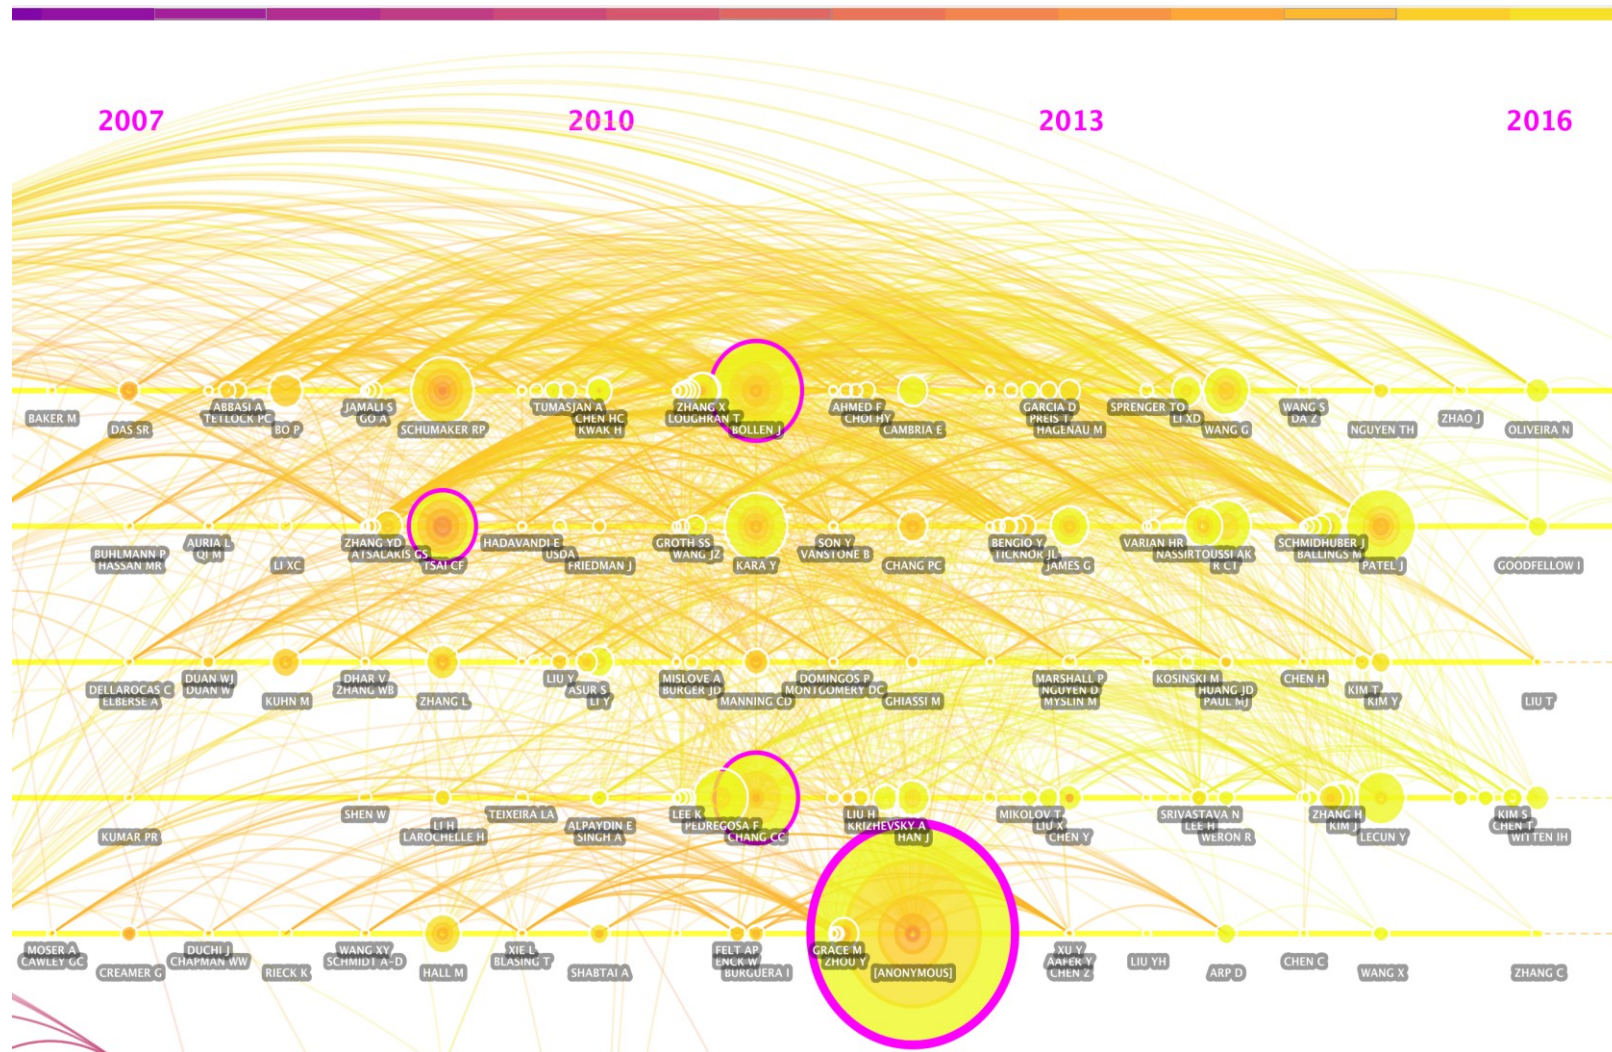 2007 2010 2013 2016
BAKER M
DAS SR
ABBASI A
TETLOCK PC
BO P
JAMALI S
GO A
SCHUMAKER RP
TUMASJAN A
CHEN HC
KWAK H
ZHANG X
LOUGHRAN T
BOLLEN J
AHMED F
CHOI HY
CAMBRIA E
GARCIA D
PREIS T
HAGENAU M
SPRENGER TO
LI XD
WANG G
WANG S
DA Z
NGUYEN TH
ZHAO J
OLIVEIRA N
BUHLMANN P
HASSAN MR
AURIA L
QI M
LI XC
ZHANG YD
ATSALAKIS GS
TSAI CF
HADAVANDI E
USDA
FRIEDMAN J
GROTH SS
WANG JZ
KARA Y
SON Y
VANSTONE B
CHANG PC
BENGIO Y
TICKNOR JL
JAMES G
VARIAN HR
NASSIRTOUSSI AK
R CT
SCHMIDHUBER J
BALLINGS M
PATEL J
GOODFELLOW I
DELLAROCAS C
ELBERSE A
DUAN WJ
DUAN W
KUHN M
DHAR V
ZHANG WB
ZHANG L
LIU Y
ASUR S
LI Y
MISLOVE A
BURGER JD
MANNING CD
DOMINGOS P
MONTGOMERY DC
GHIASSI M
MARSHALL P
NGUYEN D
MYSLIN M
KOSINSKI M
HUANG JD
PAUL MJ
CHEN H
KIM T
KIM Y
LIU T
KUMAR PR
SHEN W
LI H
LAROCHELLE H
TEIXEIRA LA
ALPAYDIN E
SINGH A
LEE K
PEDREGOSA F
CHANG CC
LIU H
KRIZHEVSKY A
HAN J
MIKOLOV T
LIU X
CHEN Y
SRIVASTAVA N
LEE H
WERON R
ZHANG H
KIM J
LECUN Y
KIM S
CHEN T
WITTEN IH
MOSER A
CAWLEY GC
CREAMER G
DUCHI J
CHAPMAN WW
RIECK K
WANG XY
SCHMIDT A-D
HALL M
XIE L
BLASING T
SHABTAI A
FELT AP
ENCK W
BURGUERA I
GRACE M
ZHOU Y
[ANONYMOUS]
XU Y
AAFER Y
CHEN Z
LIU YH
ARP D
CHEN C
WANG X
ZHANG C